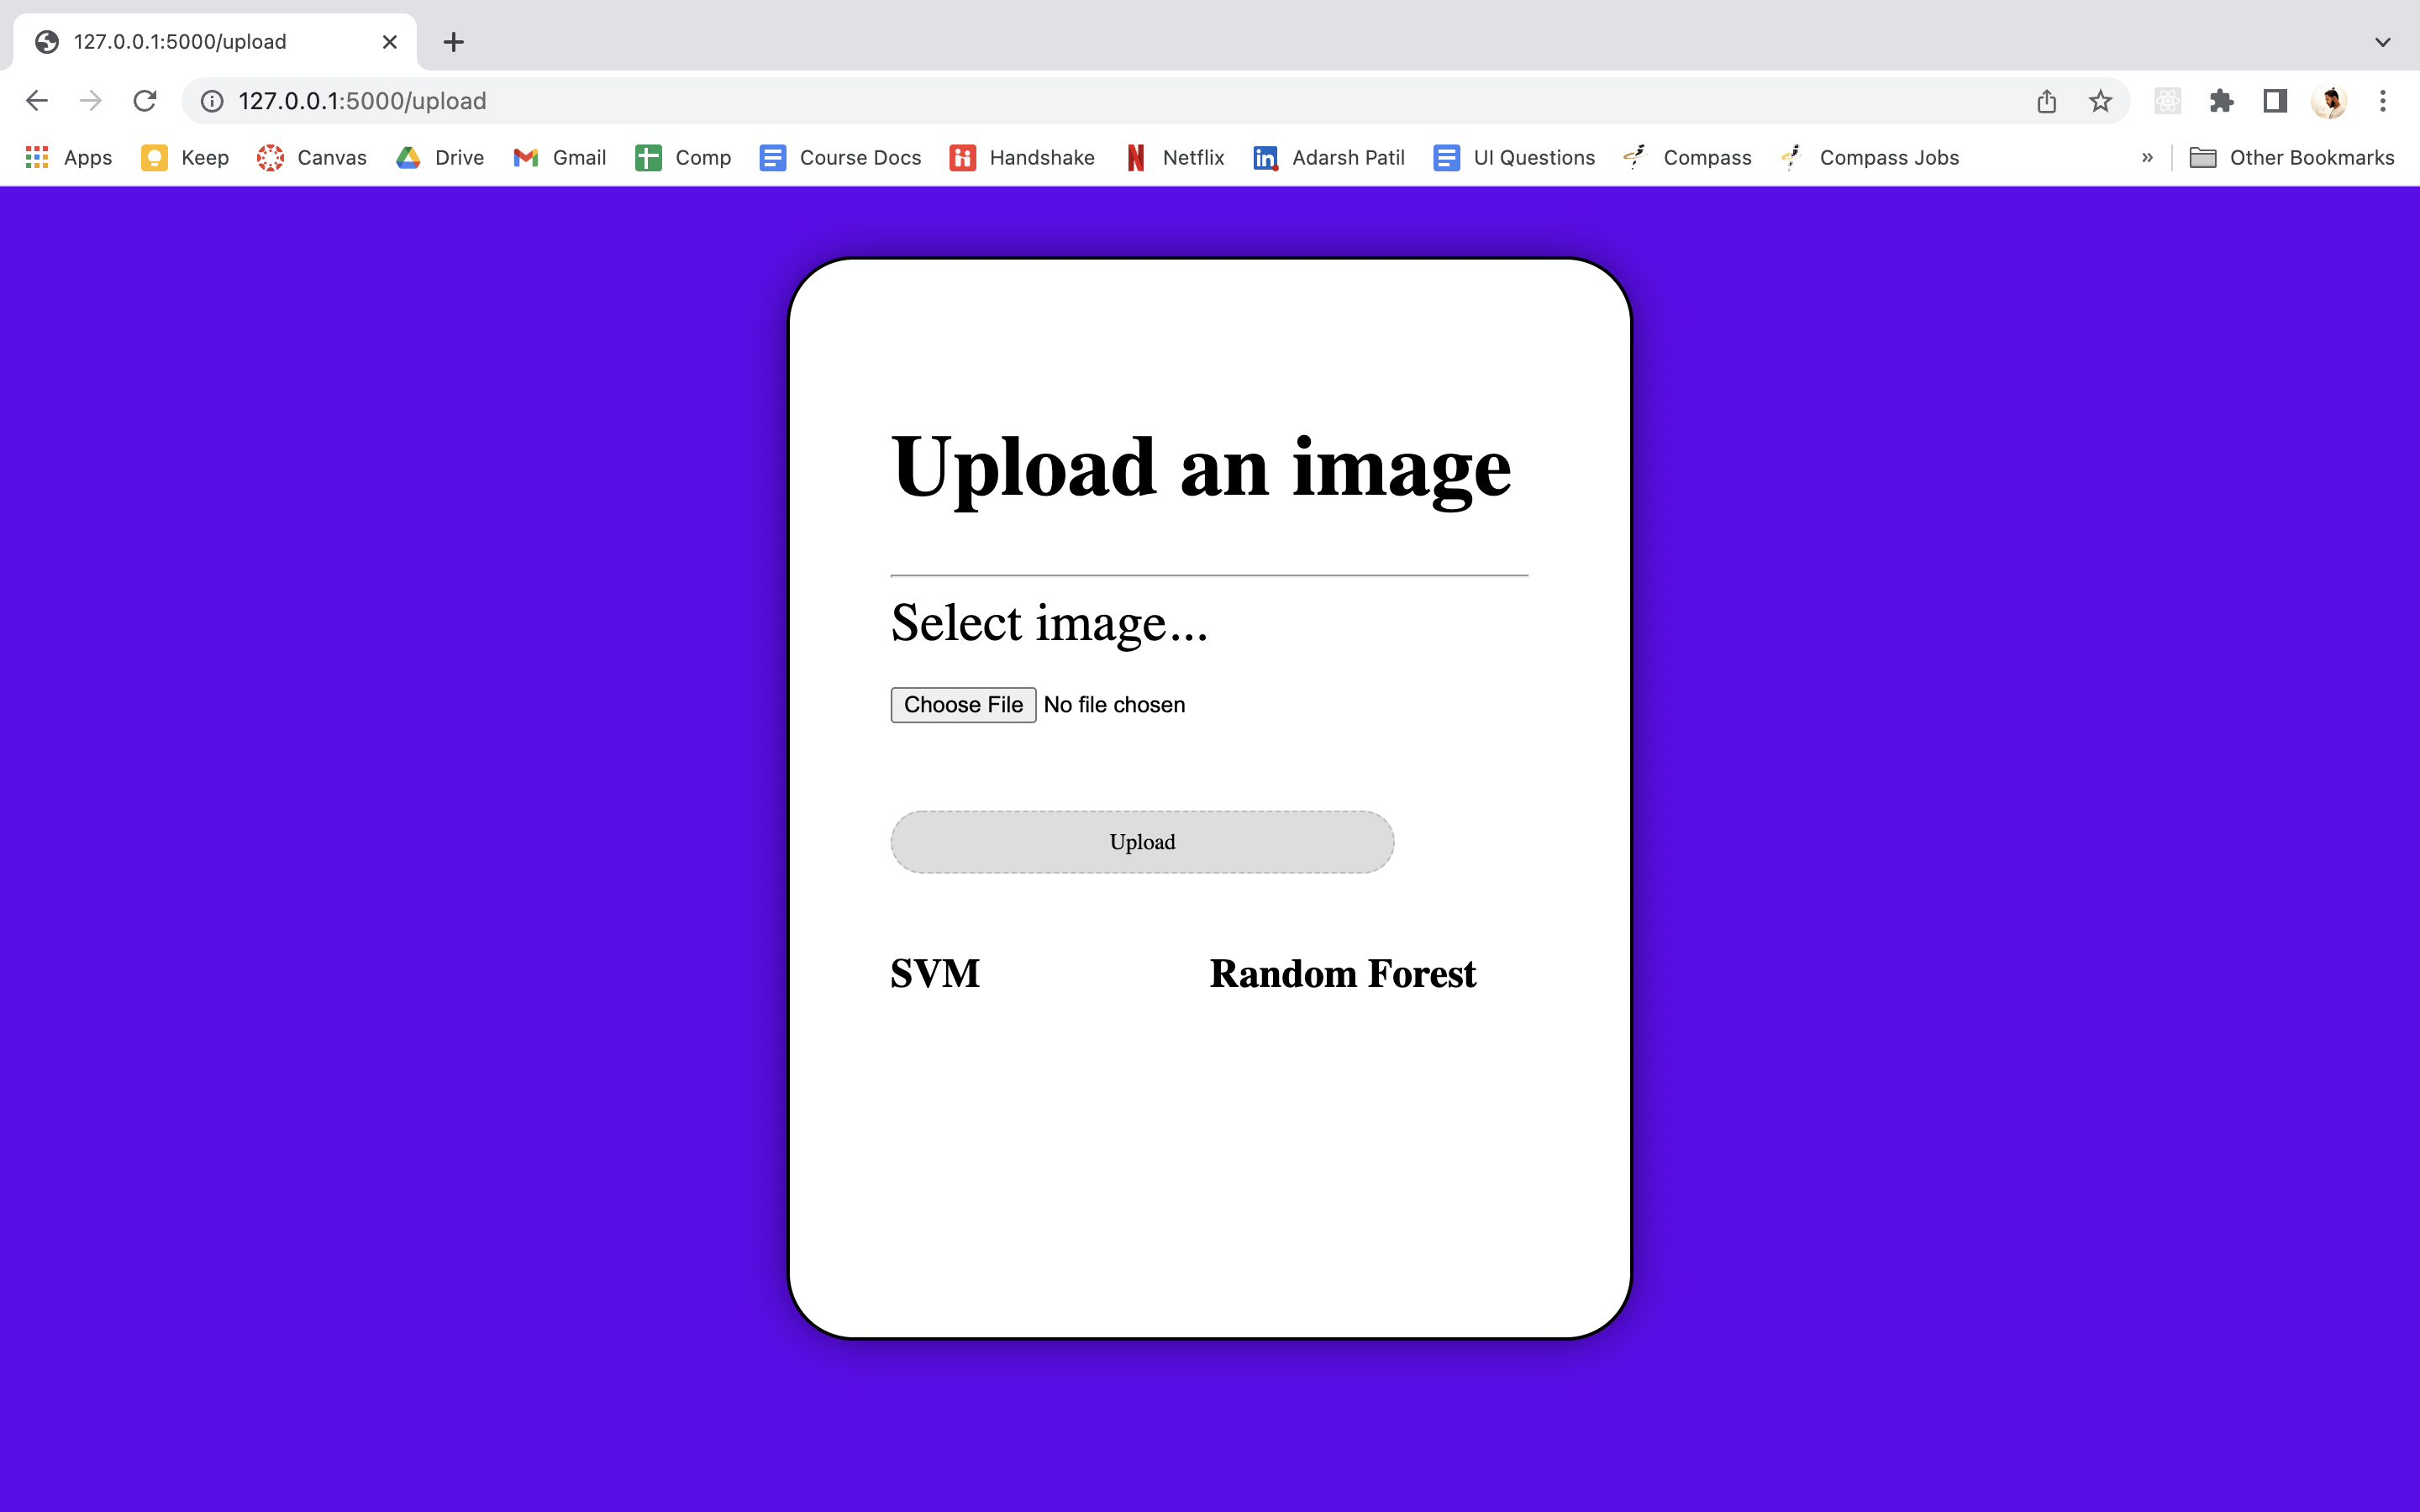 127.0.0.1:5000/upload
127.0.0.1:5000/upload
Apps Keep Canvas Drive Gmail Comp Course Docs Handshake Netflix Adarsh Patil UI Questions Compass Compass Jobs » Other Bookmarks
Upload an image
Select image...
Choose File No file chosen
Upload
SVM Random Forest